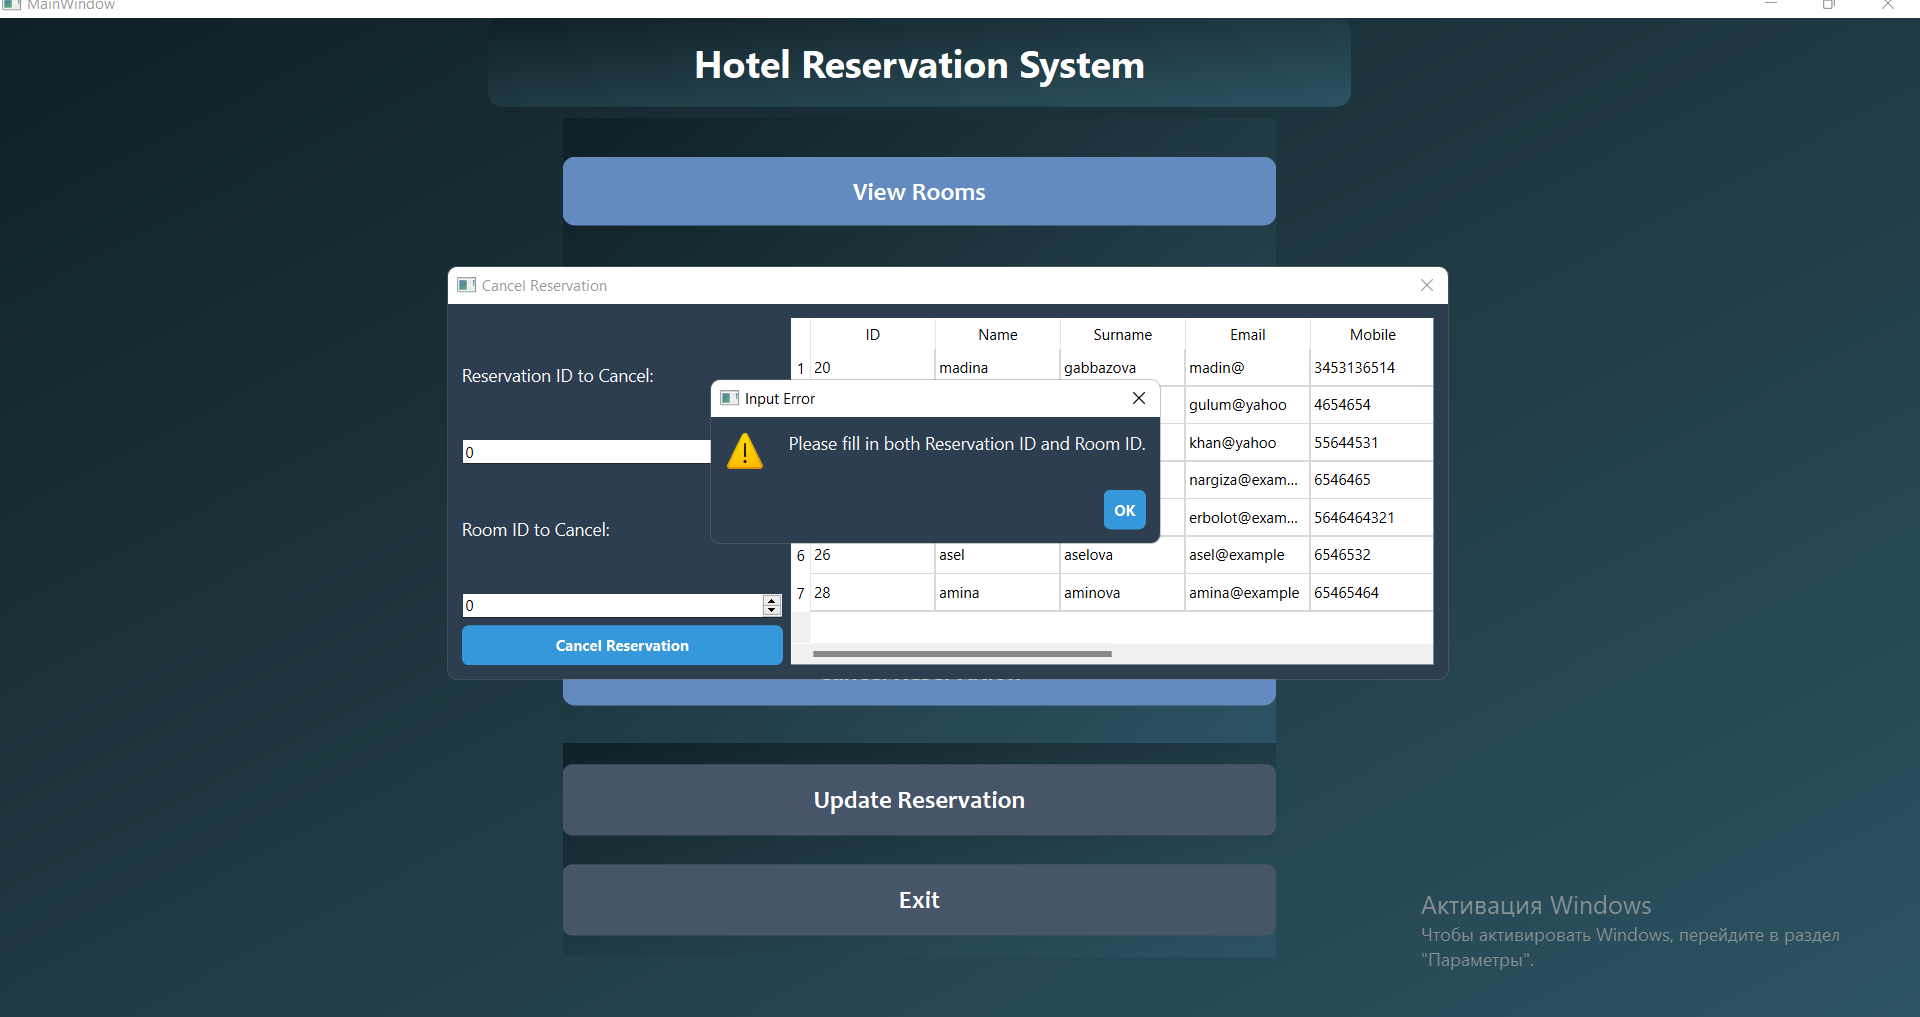 MainWindow
Hotel Reservation System
View Rooms
Cancel Reservation
Reservation ID to Cancel:
0
Room ID to Cancel:
0
Cancel Reservation
ID Name Surname Email Mobile
1 20 madina gabbazova madin@ 3453136514
gulum@yahoo 4654654
khan@yahoo 55644531
nargiza@exam... 6546465
erbolot@exam... 5646464321
6 26 asel aselova asel@example 6546532
7 28 amina aminova amina@example 65465464
Input Error
Please fill in both Reservation ID and Room ID.
OK
Update Reservation
Exit
Активация Windows
Чтобы активировать Windows, перейдите в раздел
"Параметры".